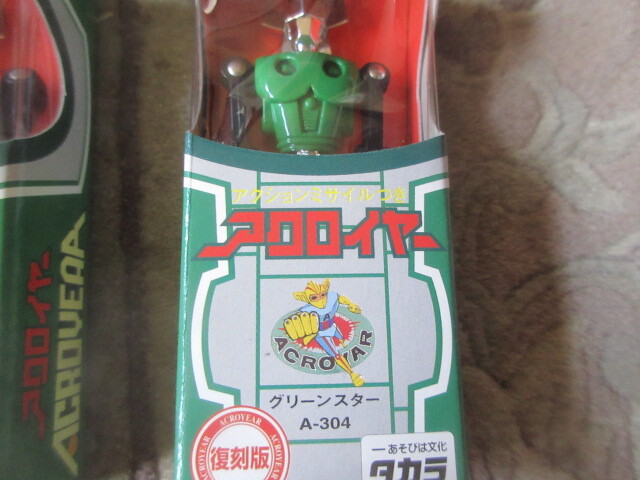 アクションミサイルつき
アクロイヤー
A
ACROYAR
グリーンスター
A-304
ACROYEAR
復刻版
ACROYEAR
あそびは文化
タカラ
アクロイヤー
ACROYEAR